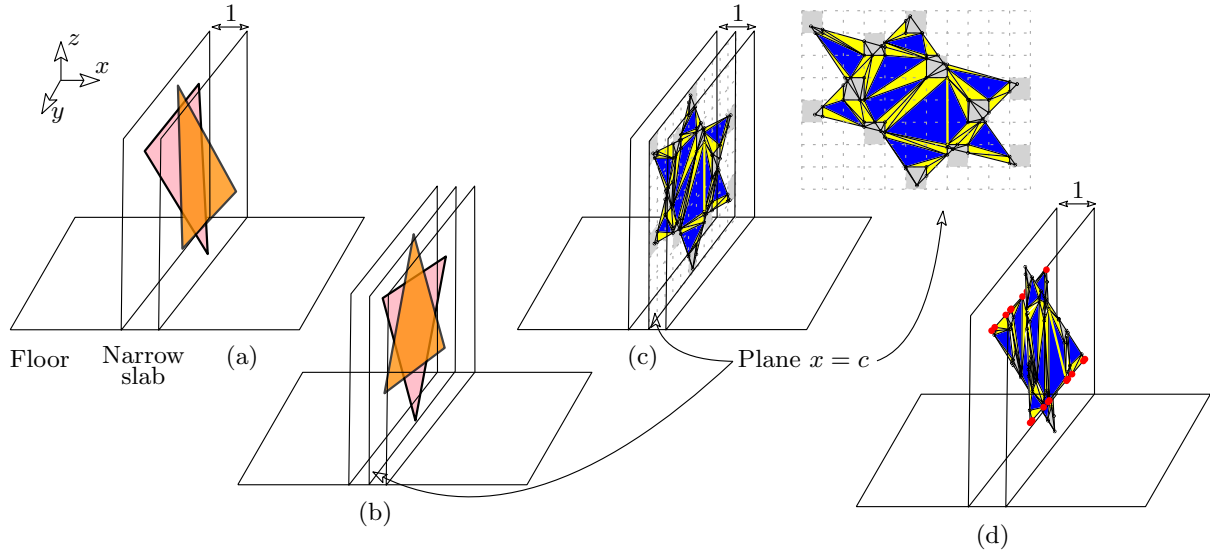 1
z
x
y
Floor
Narrow
slab
(a)
(b)
1
(c)
Plane x = c
1
(d)